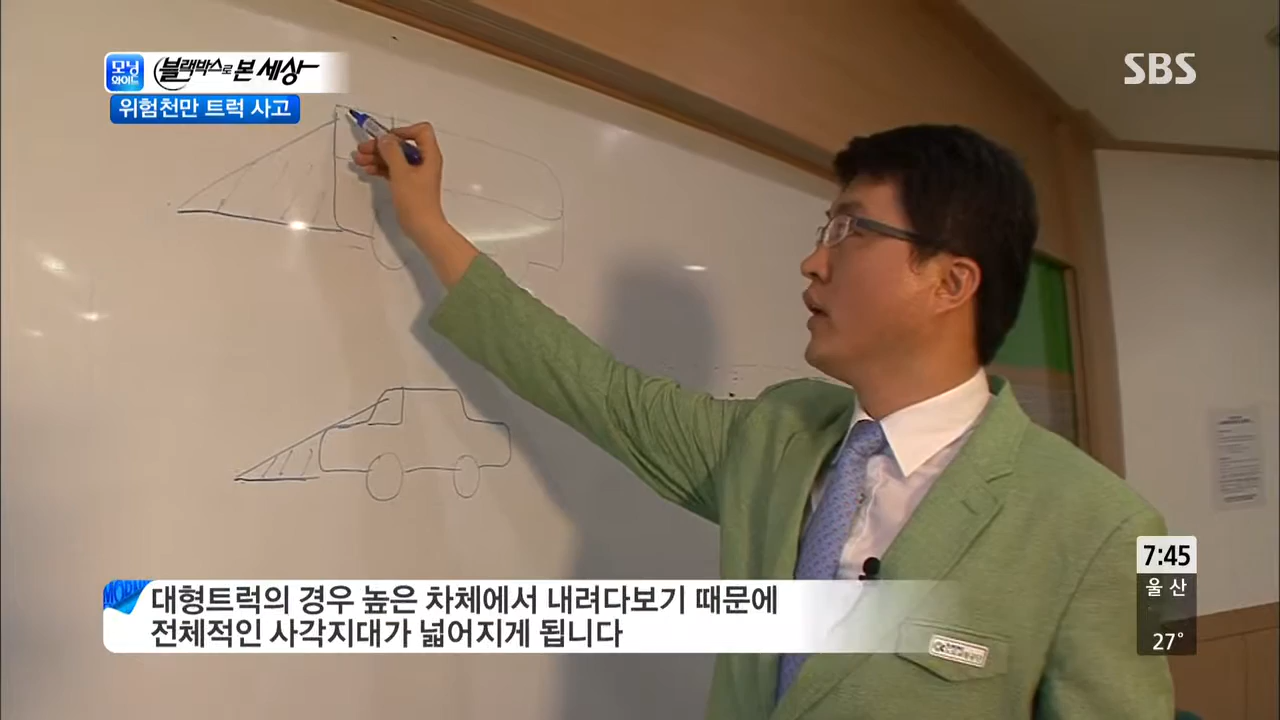 모닝
와이드
블랙박스로 본 세상
SBS
위험천만 트럭 사고
7:45
울산
27°
대형트럭의 경우 높은 차체에서 내려다보기 때문에
전체적인 사각지대가 넓어지게 됩니다